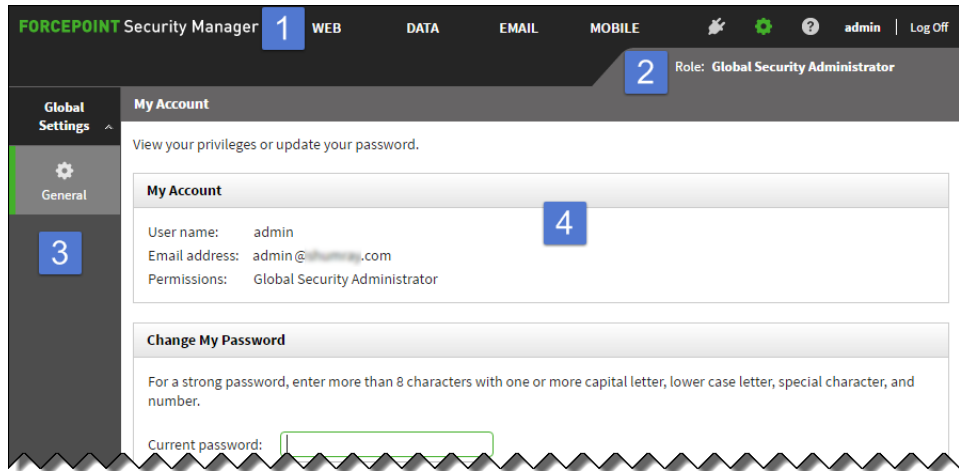 FORCEPOINT Security Manager 1 WEB DATA EMAIL MOBILE ? admin | Log Off
2 Role: Global Security Administrator
Global Settings
My Account
View your privileges or update your password.
General
3
My Account
4
User name: admin
Email address: admin@ .com
Permissions: Global Security Administrator
Change My Password
For a strong password, enter more than 8 characters with one or more capital letter, lower case letter, special character, and
number.
Current password: